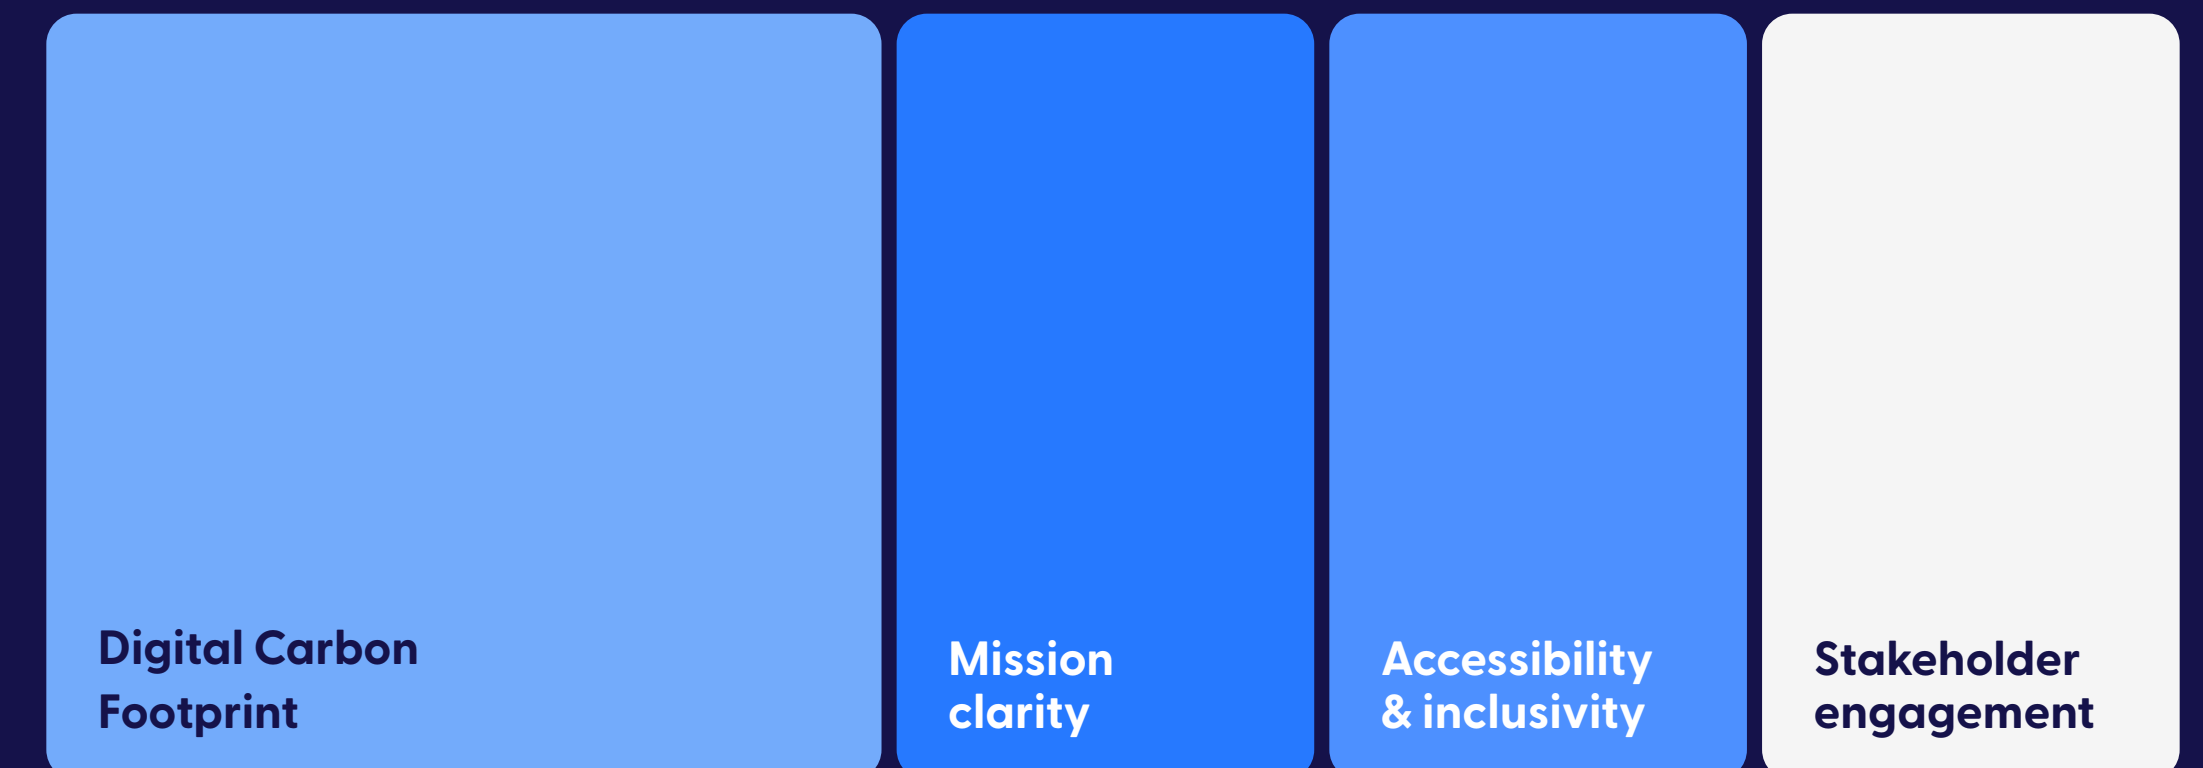 Digital Carbon
Footprint
Mission
clarity
Accessibility
& inclusivity
Stakeholder
engagement